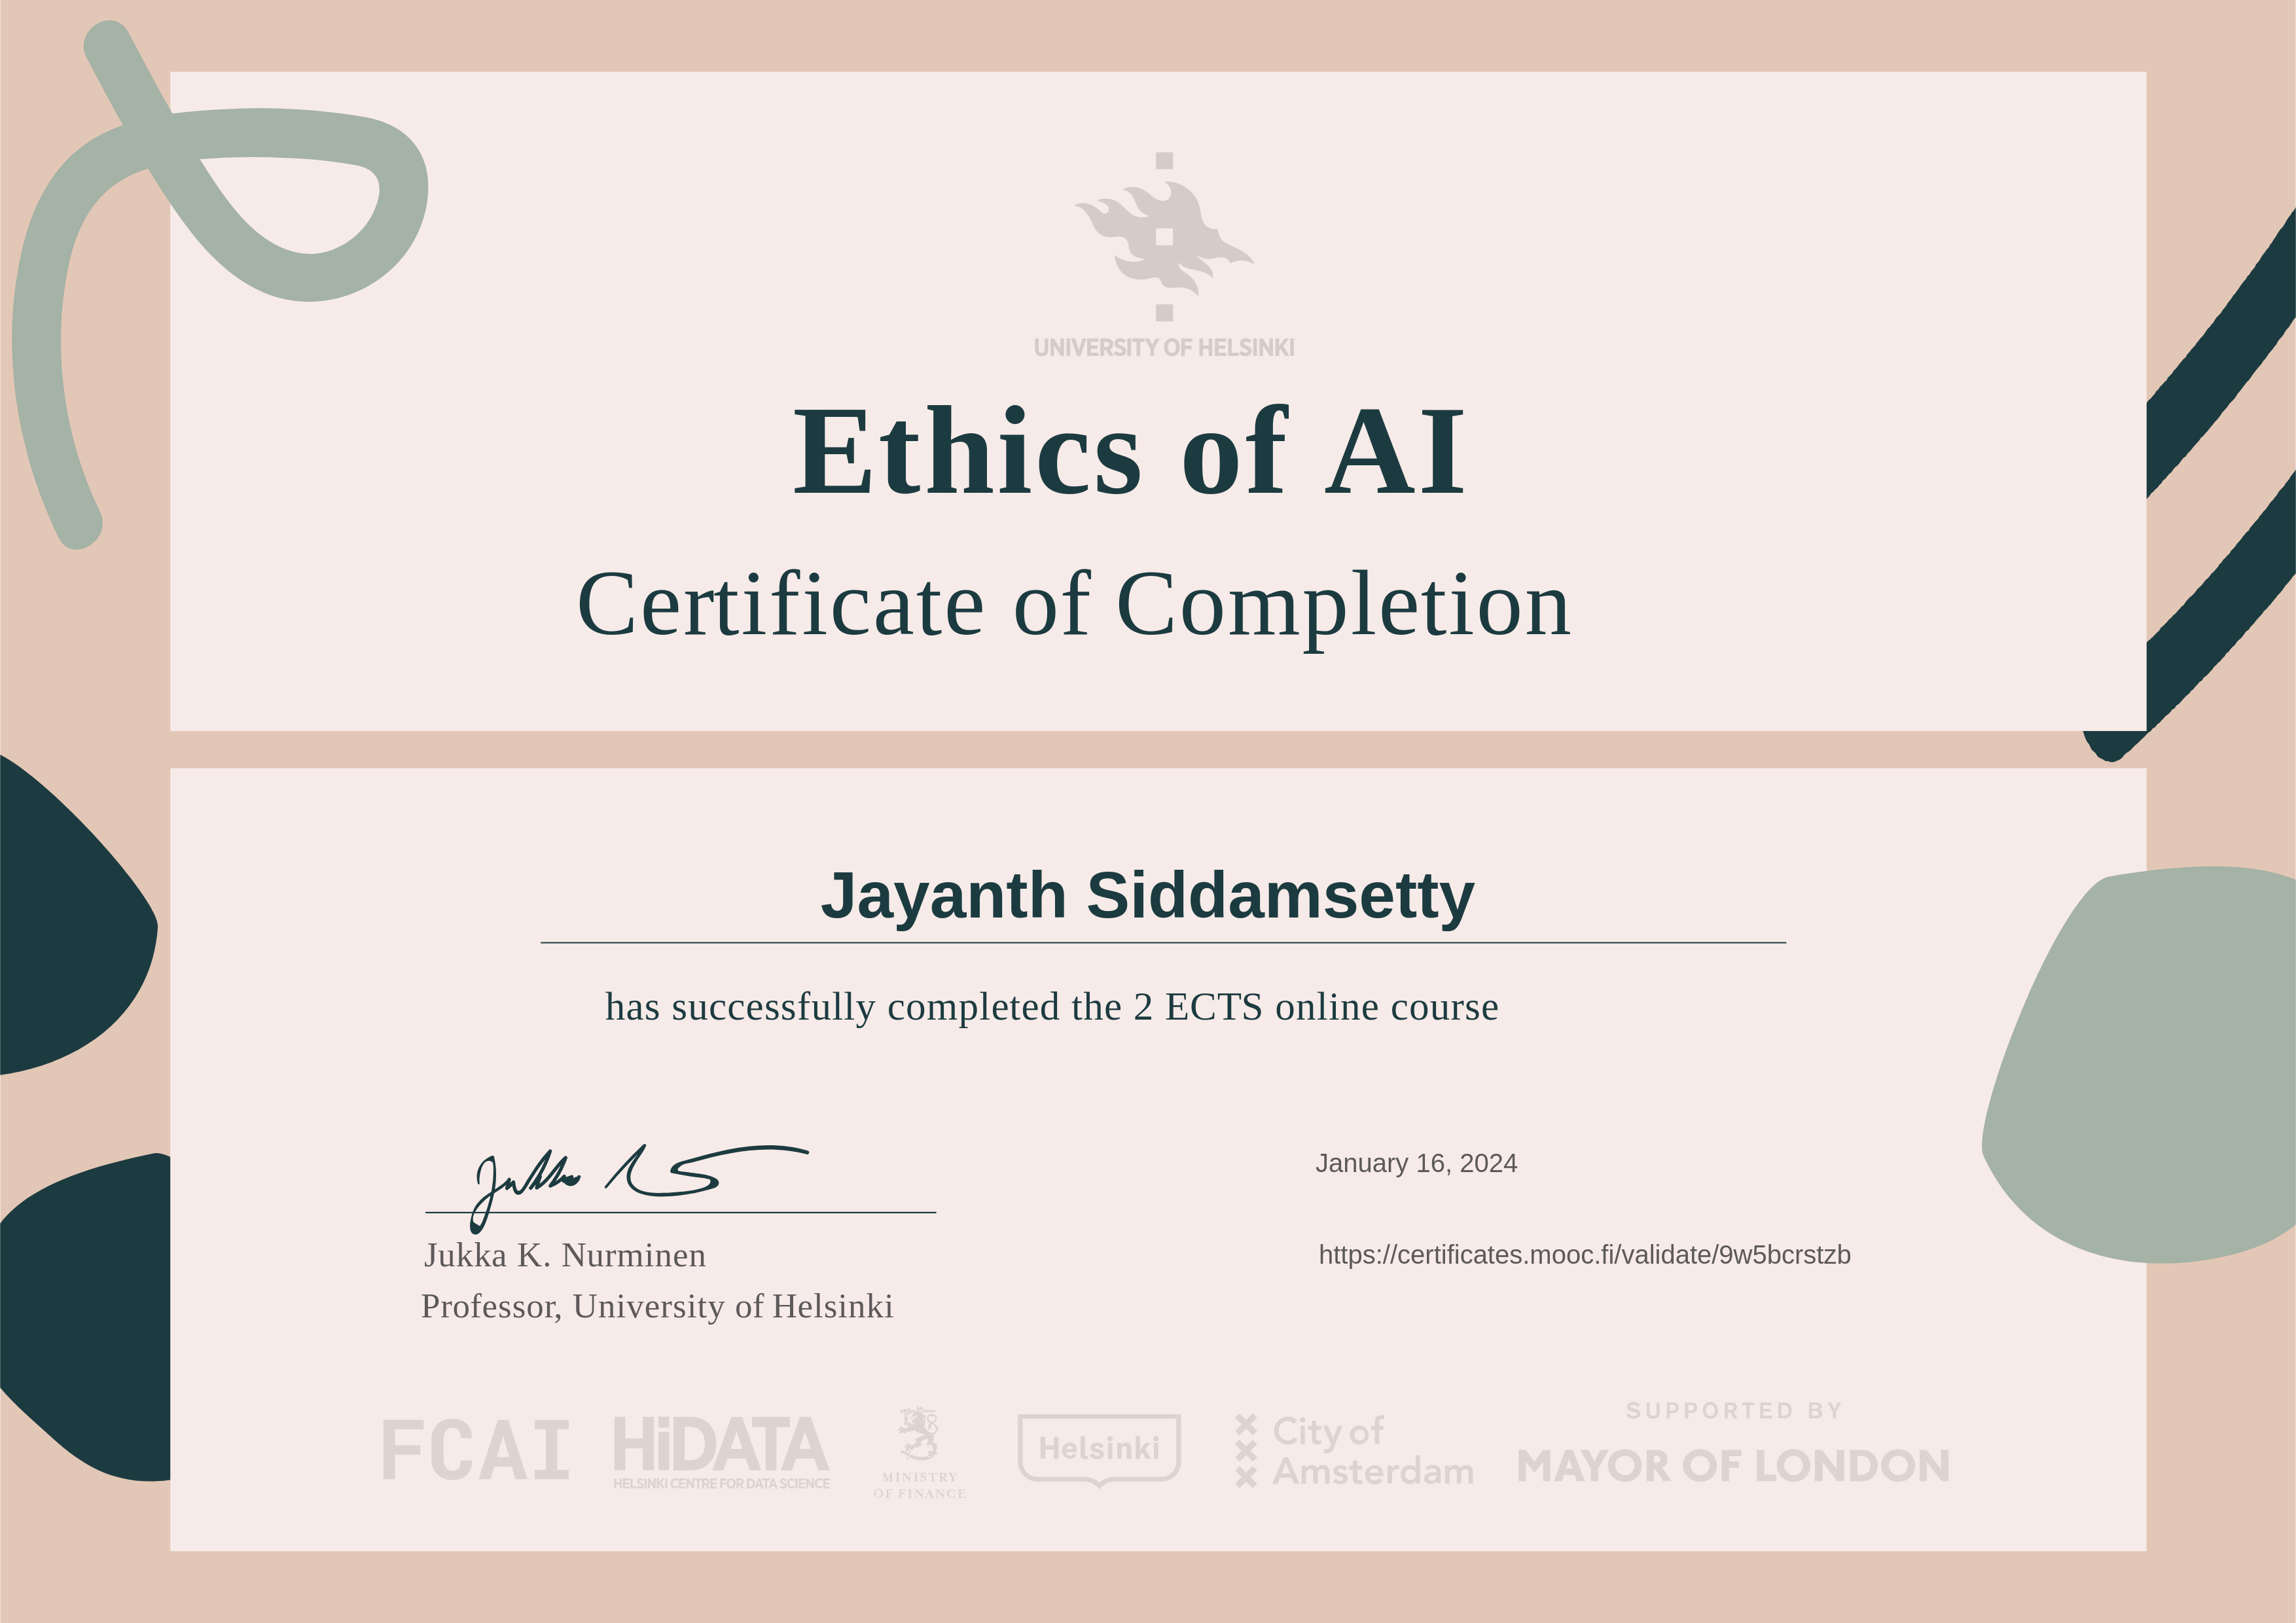 UNIVERSITY OF HELSINKI
Ethics of AI
Certificate of Completion
Jayanth Siddamsetty
has successfully completed the 2 ECTS online course
January 16, 2024
Jukka K. Nurminen
https://certificates.mooc.fi/validate/9w5bcrstzb
Professor, University of Helsinki
FCAI
HiDATA
HELSINKI CENTRE FOR DATA SCIENCE
MINISTRY
OF FINANCE
Helsinki
City of
Amsterdam
SUPPORTED BY
MAYOR OF LONDON